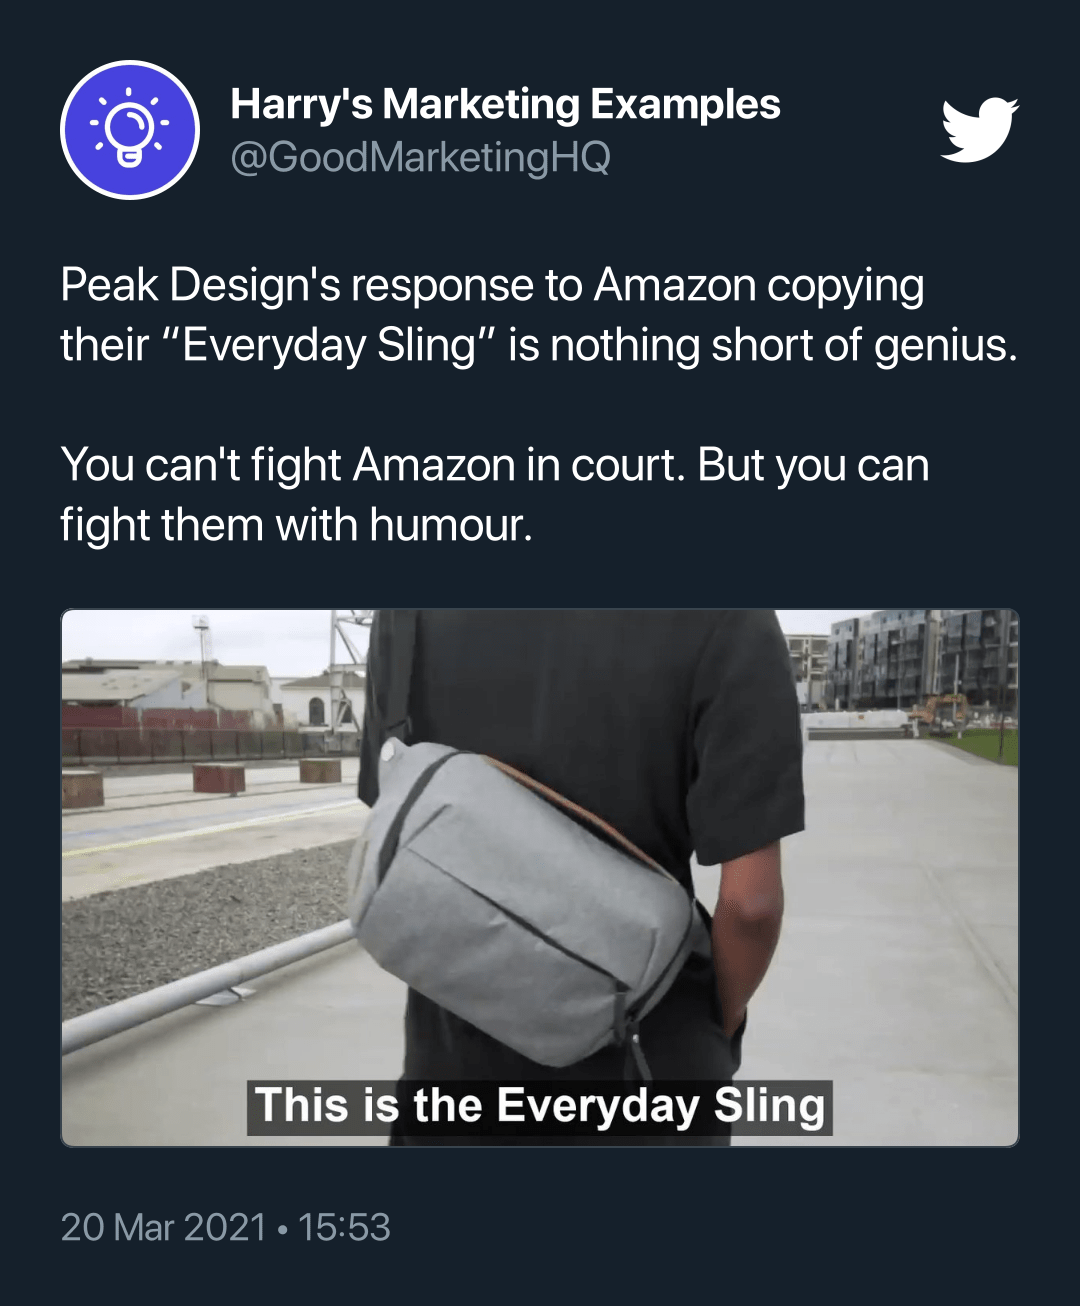 Harry's Marketing Examples
@GoodMarketingHQ
Peak Design's response to Amazon copying
their “Everyday Sling” is nothing short of genius.
You can't fight Amazon in court. But you can
fight them with humour.
This is the Everyday Sling
20 Mar 2021 • 15:53